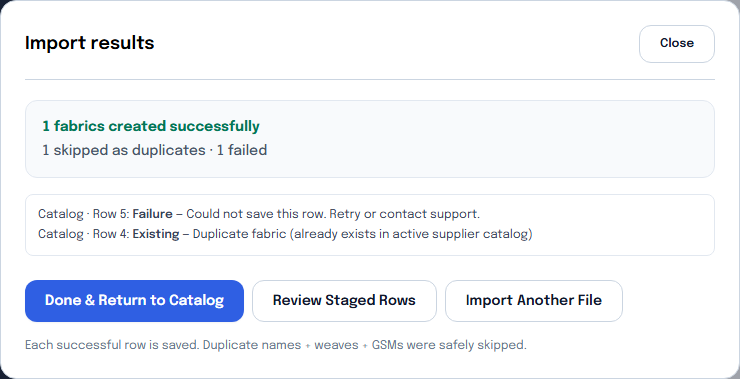 Import results
Close
1 fabrics created successfully
1 skipped as duplicates · 1 failed
Catalog · Row 5: Failure – Could not save this row. Retry or contact support.
Catalog · Row 4: Existing – Duplicate fabric (already exists in active supplier catalog)
Done & Return to Catalog
Review Staged Rows
Import Another File
Each successful row is saved. Duplicate names + weaves + GSMs were safely skipped.